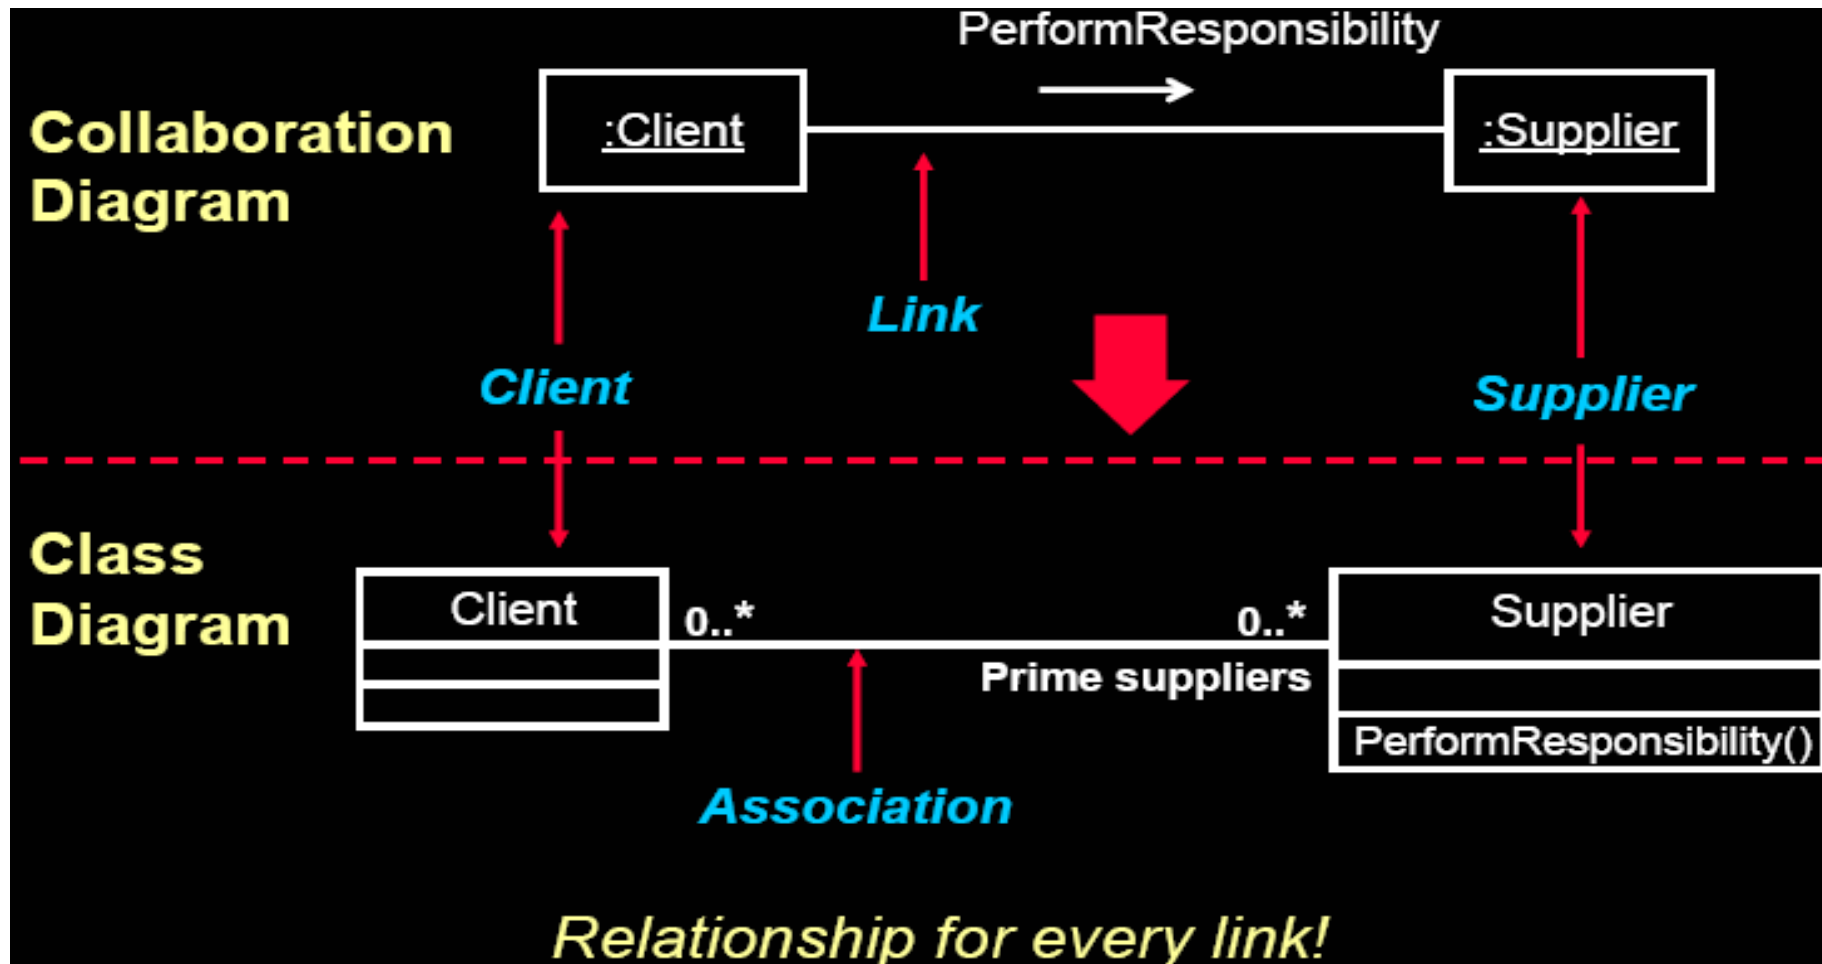 PerformResponsibility
Collaboration
Diagram
:Client
:Supplier
Link
Client
Supplier
Class
Diagram
Client
0..*
0..*
Supplier
Prime suppliers
PerformResponsibility()
Association
Relationship for every link!